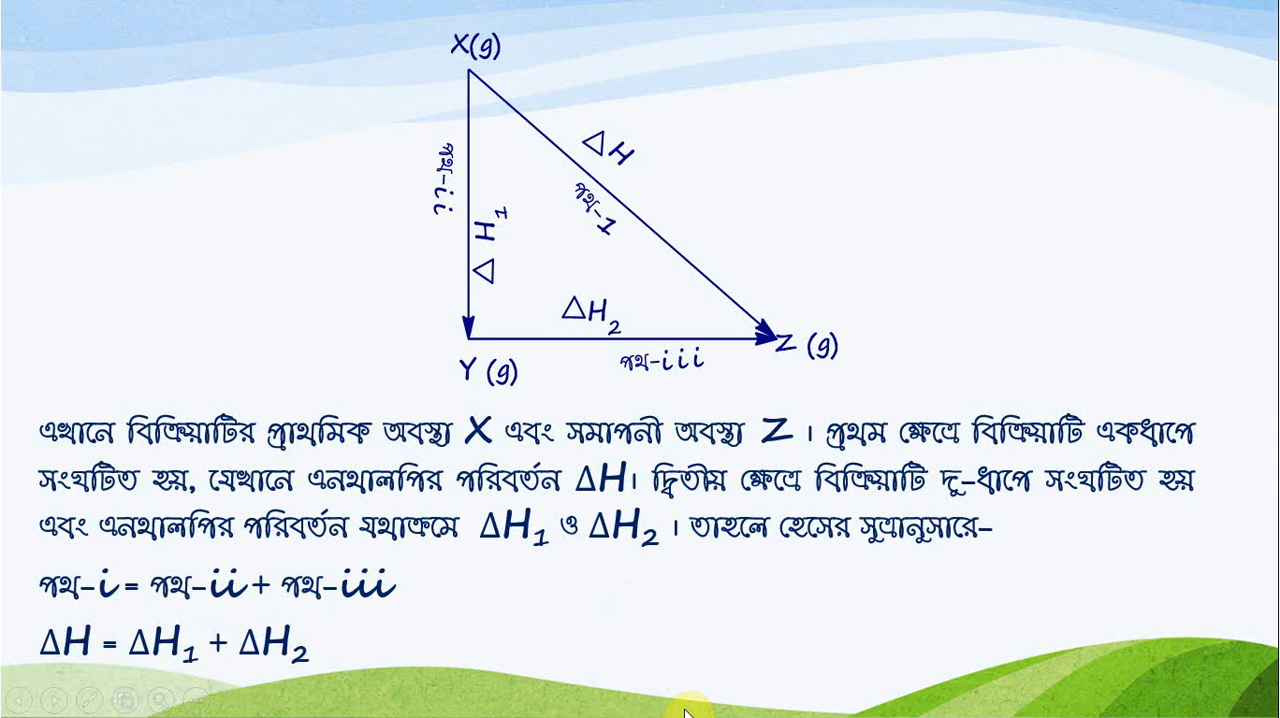 X(g)
ΔH
পথ-ii
পথ-1
ΔH₁
ΔH₂
Z (g)
পথ-iii
Y (g)
এখানে বিক্রিয়াটির প্রাথমিক অবস্থা X এবং সমাপনী অবস্থা Z । প্রথম ক্ষেত্রে বিক্রিয়াটি একধাপে
সংঘটিত হয়, যেখানে এনথালপির পরিবর্তন ΔH। দ্বিতীয় ক্ষেত্রে বিক্রিয়াটি দু-ধাপে সংঘটিত হয়
এবং এনথালপির পরিবর্তন যথাক্রমে ΔH₁ ও ΔH₂ । তাহলে হেসের সুত্রানুসারে-
পথ-i = পথ-ii + পথ-iii
ΔH = ΔH₁ + ΔH₂